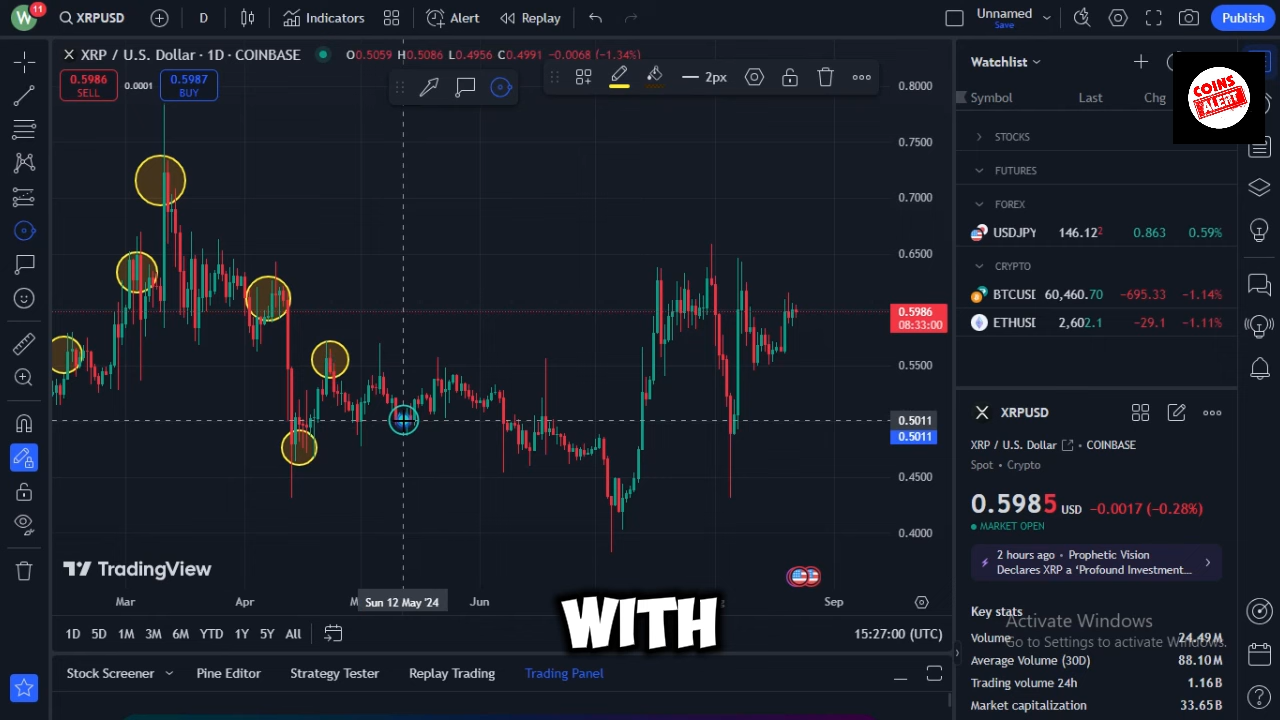 W 11 XRPUSD D Indicators Alert Replay Unnamed Save Publish
XRP / U.S. Dollar · 1D · COINBASE O0.5059 H0.5086 L0.4956 C0.4991 −0.0068 (−1.34%)
0.5986 SELL 0.0001 0.5987 BUY
2px
0.8000
0.7500
0.7000
0.6500
0.5986
08:33:00
0.5500
0.5011
0.5011
0.4500
0.4000
TradingView
Mar Apr Sun 12 May '24 Jun Sep
WITH
1D 5D 1M 3M 6M YTD 1Y 5Y All 15:27:00 (UTC)
Stock Screener Pine Editor Strategy Tester Replay Trading Trading Panel
Watchlist
COINS ALERT
Symbol Last Chg
STOCKS
FUTURES
FOREX
USDJPY 146.122 0.863 0.59%
CRYPTO
BTCUSD 60,460.70 −695.33 −1.14%
ETHUS 2,602.1 −29.1 −1.11%
XRPUSD
XRP / U.S. Dollar • COINBASE
Spot • Crypto
0.5985 USD −0.0017 (−0.28%)
MARKET OPEN
2 hours ago • Prophetic Vision
Declares XRP a 'Profound Investment...
Key stats
Activate Windows
Go to Settings to activate Windows.
Volume 24.49M
Average Volume (30D) 88.10M
Trading volume 24h 1.16B
Market capitalization 33.65B